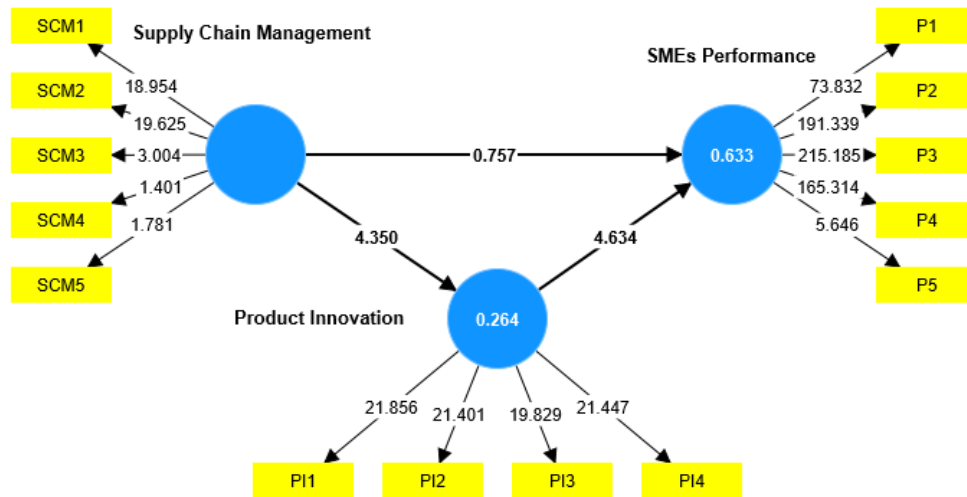 SCM1
Supply Chain Management
P1
SMEs Performance
18.954
73.832
SCM2
P2
19.625
191.339
SCM3
3.004
0.757
0.633
215.185
P3
1.401
165.314
SCM4
P4
1.781
5.646
4.350
4.634
SCM5
P5
Product Innovation
0.264
21.856
21.401
19.829
21.447
PI1
PI2
PI3
PI4